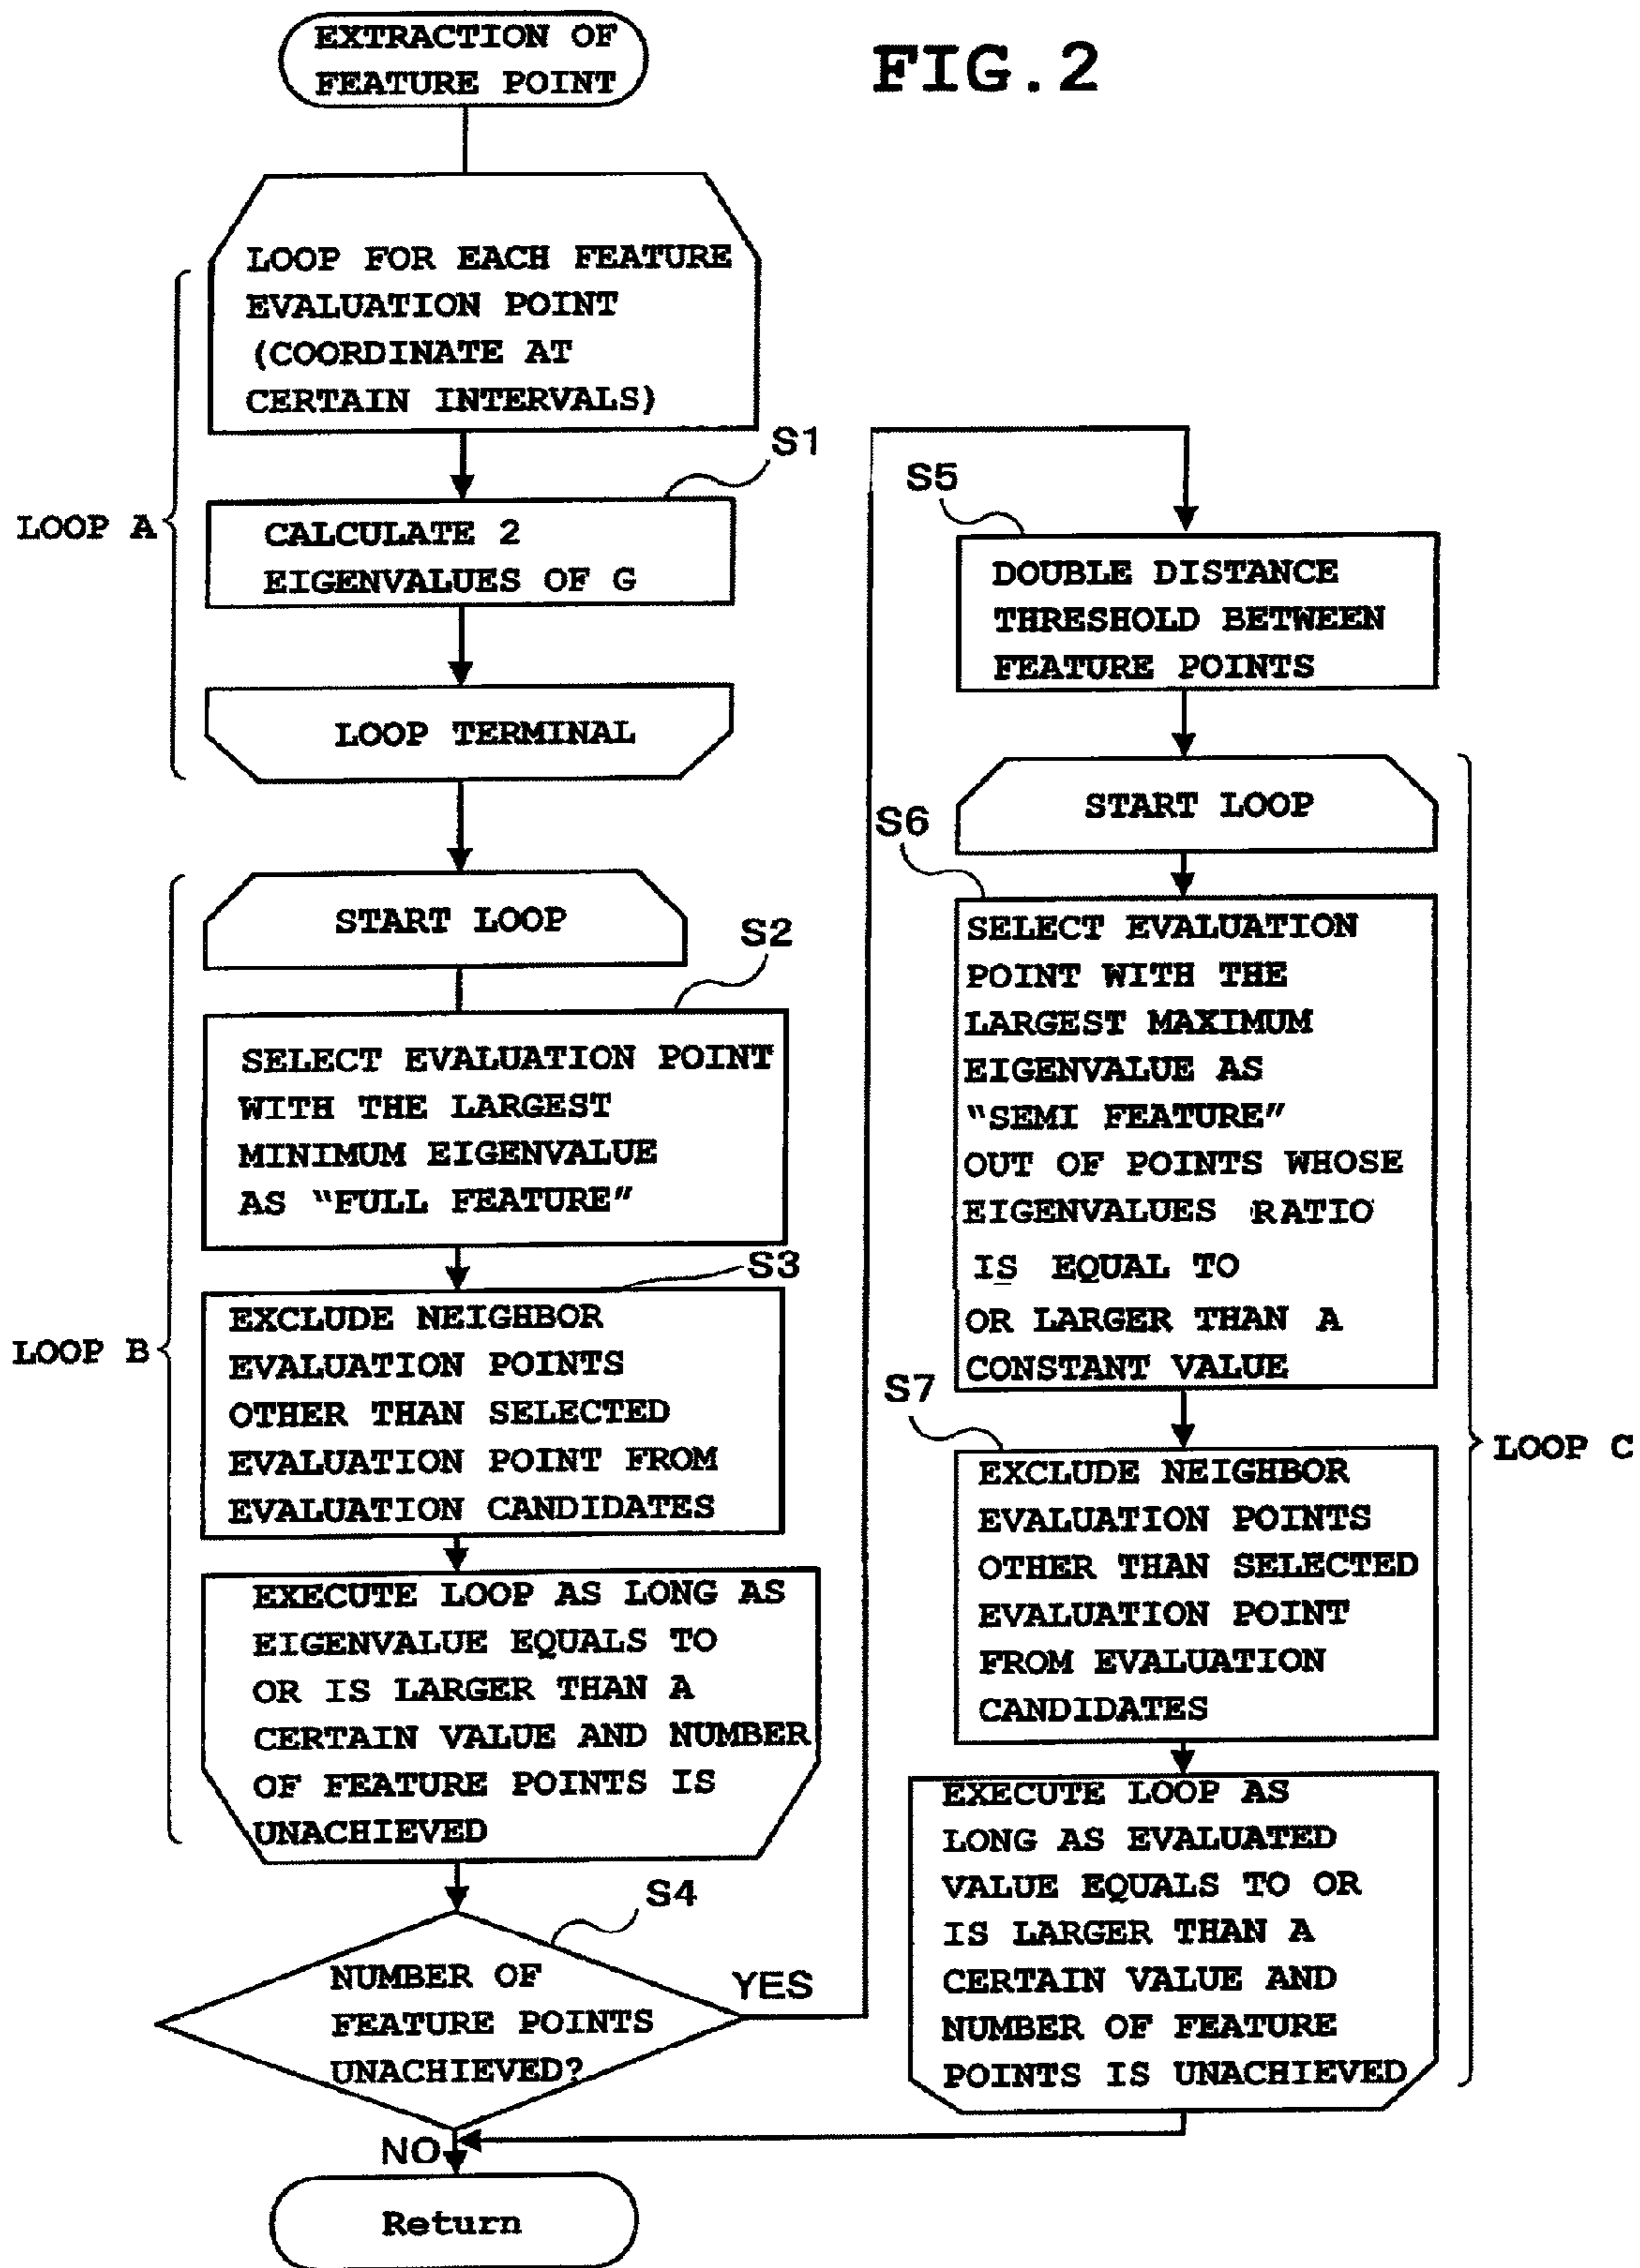 FIG.2
EXTRACTION OF
FEATURE POINT
LOOP FOR EACH FEATURE
EVALUATION POINT
(COORDINATE AT
CERTAIN INTERVALS)
LOOP A
S1
CALCULATE 2
EIGENVALUES OF G
LOOP TERMINAL
START LOOP
S2
SELECT EVALUATION POINT
WITH THE LARGEST
MINIMUM EIGENVALUE
AS "FULL FEATURE"
LOOP B
S3
EXCLUDE NEIGHBOR
EVALUATION POINTS
OTHER THAN SELECTED
EVALUATION POINT FROM
EVALUATION CANDIDATES
EXECUTE LOOP AS LONG AS
EIGENVALUE EQUALS TO
OR IS LARGER THAN A
CERTAIN VALUE AND NUMBER
OF FEATURE POINTS IS
UNACHIEVED
S4
NUMBER OF
FEATURE POINTS
UNACHIEVED?
YES
NO
Return
S5
DOUBLE DISTANCE
THRESHOLD BETWEEN
FEATURE POINTS
START LOOP
S6
SELECT EVALUATION
POINT WITH THE
LARGEST MAXIMUM
EIGENVALUE AS
"SEMI FEATURE"
OUT OF POINTS WHOSE
EIGENVALUES RATIO
IS EQUAL TO
OR LARGER THAN A
CONSTANT VALUE
S7
EXCLUDE NEIGHBOR
EVALUATION POINTS
OTHER THAN SELECTED
EVALUATION POINT
FROM EVALUATION
CANDIDATES
LOOP C
EXECUTE LOOP AS
LONG AS EVALUATED
VALUE EQUALS TO OR
IS LARGER THAN A
CERTAIN VALUE AND
NUMBER OF FEATURE
POINTS IS UNACHIEVED